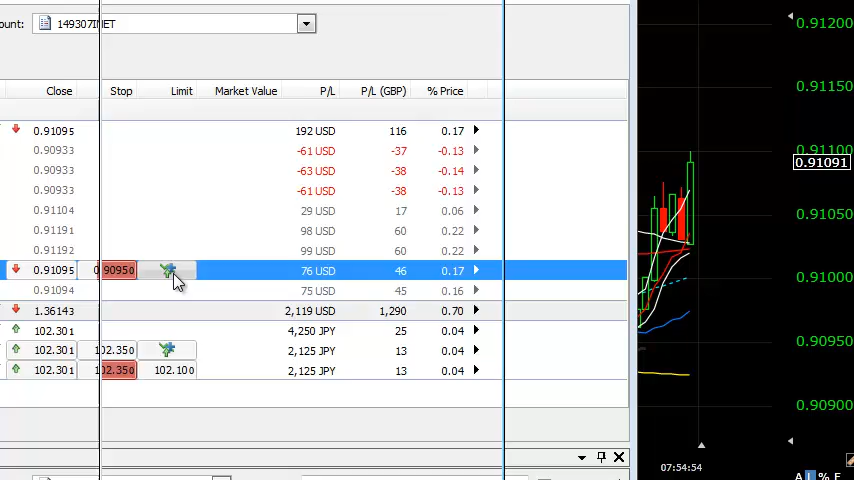 ount: 149307INET
Close Stop Limit Market Value P/L P/L (GBP) % Price
0.91095 192 USD 116 0.17
0.90933 -61 USD -37 -0.13
0.90933 -63 USD -38 -0.14
0.90933 -61 USD -38 -0.13
0.91104 29 USD 17 0.06
0.91191 98 USD 60 0.22
0.91192 99 USD 60 0.22
0.91095 0.90950 76 USD 46 0.17
0.91094 75 USD 45 0.16
1.36143 2,119 USD 1,290 0.70
102.301 4,250 JPY 25 0.04
102.301 102.350 2,125 JPY 13 0.04
102.301 102.350 102.100 2,125 JPY 13 0.04
0.91200
0.91150
0.91100
0.91091
0.91050
0.91000
0.90950
0.90900
07:54:54
A L % F